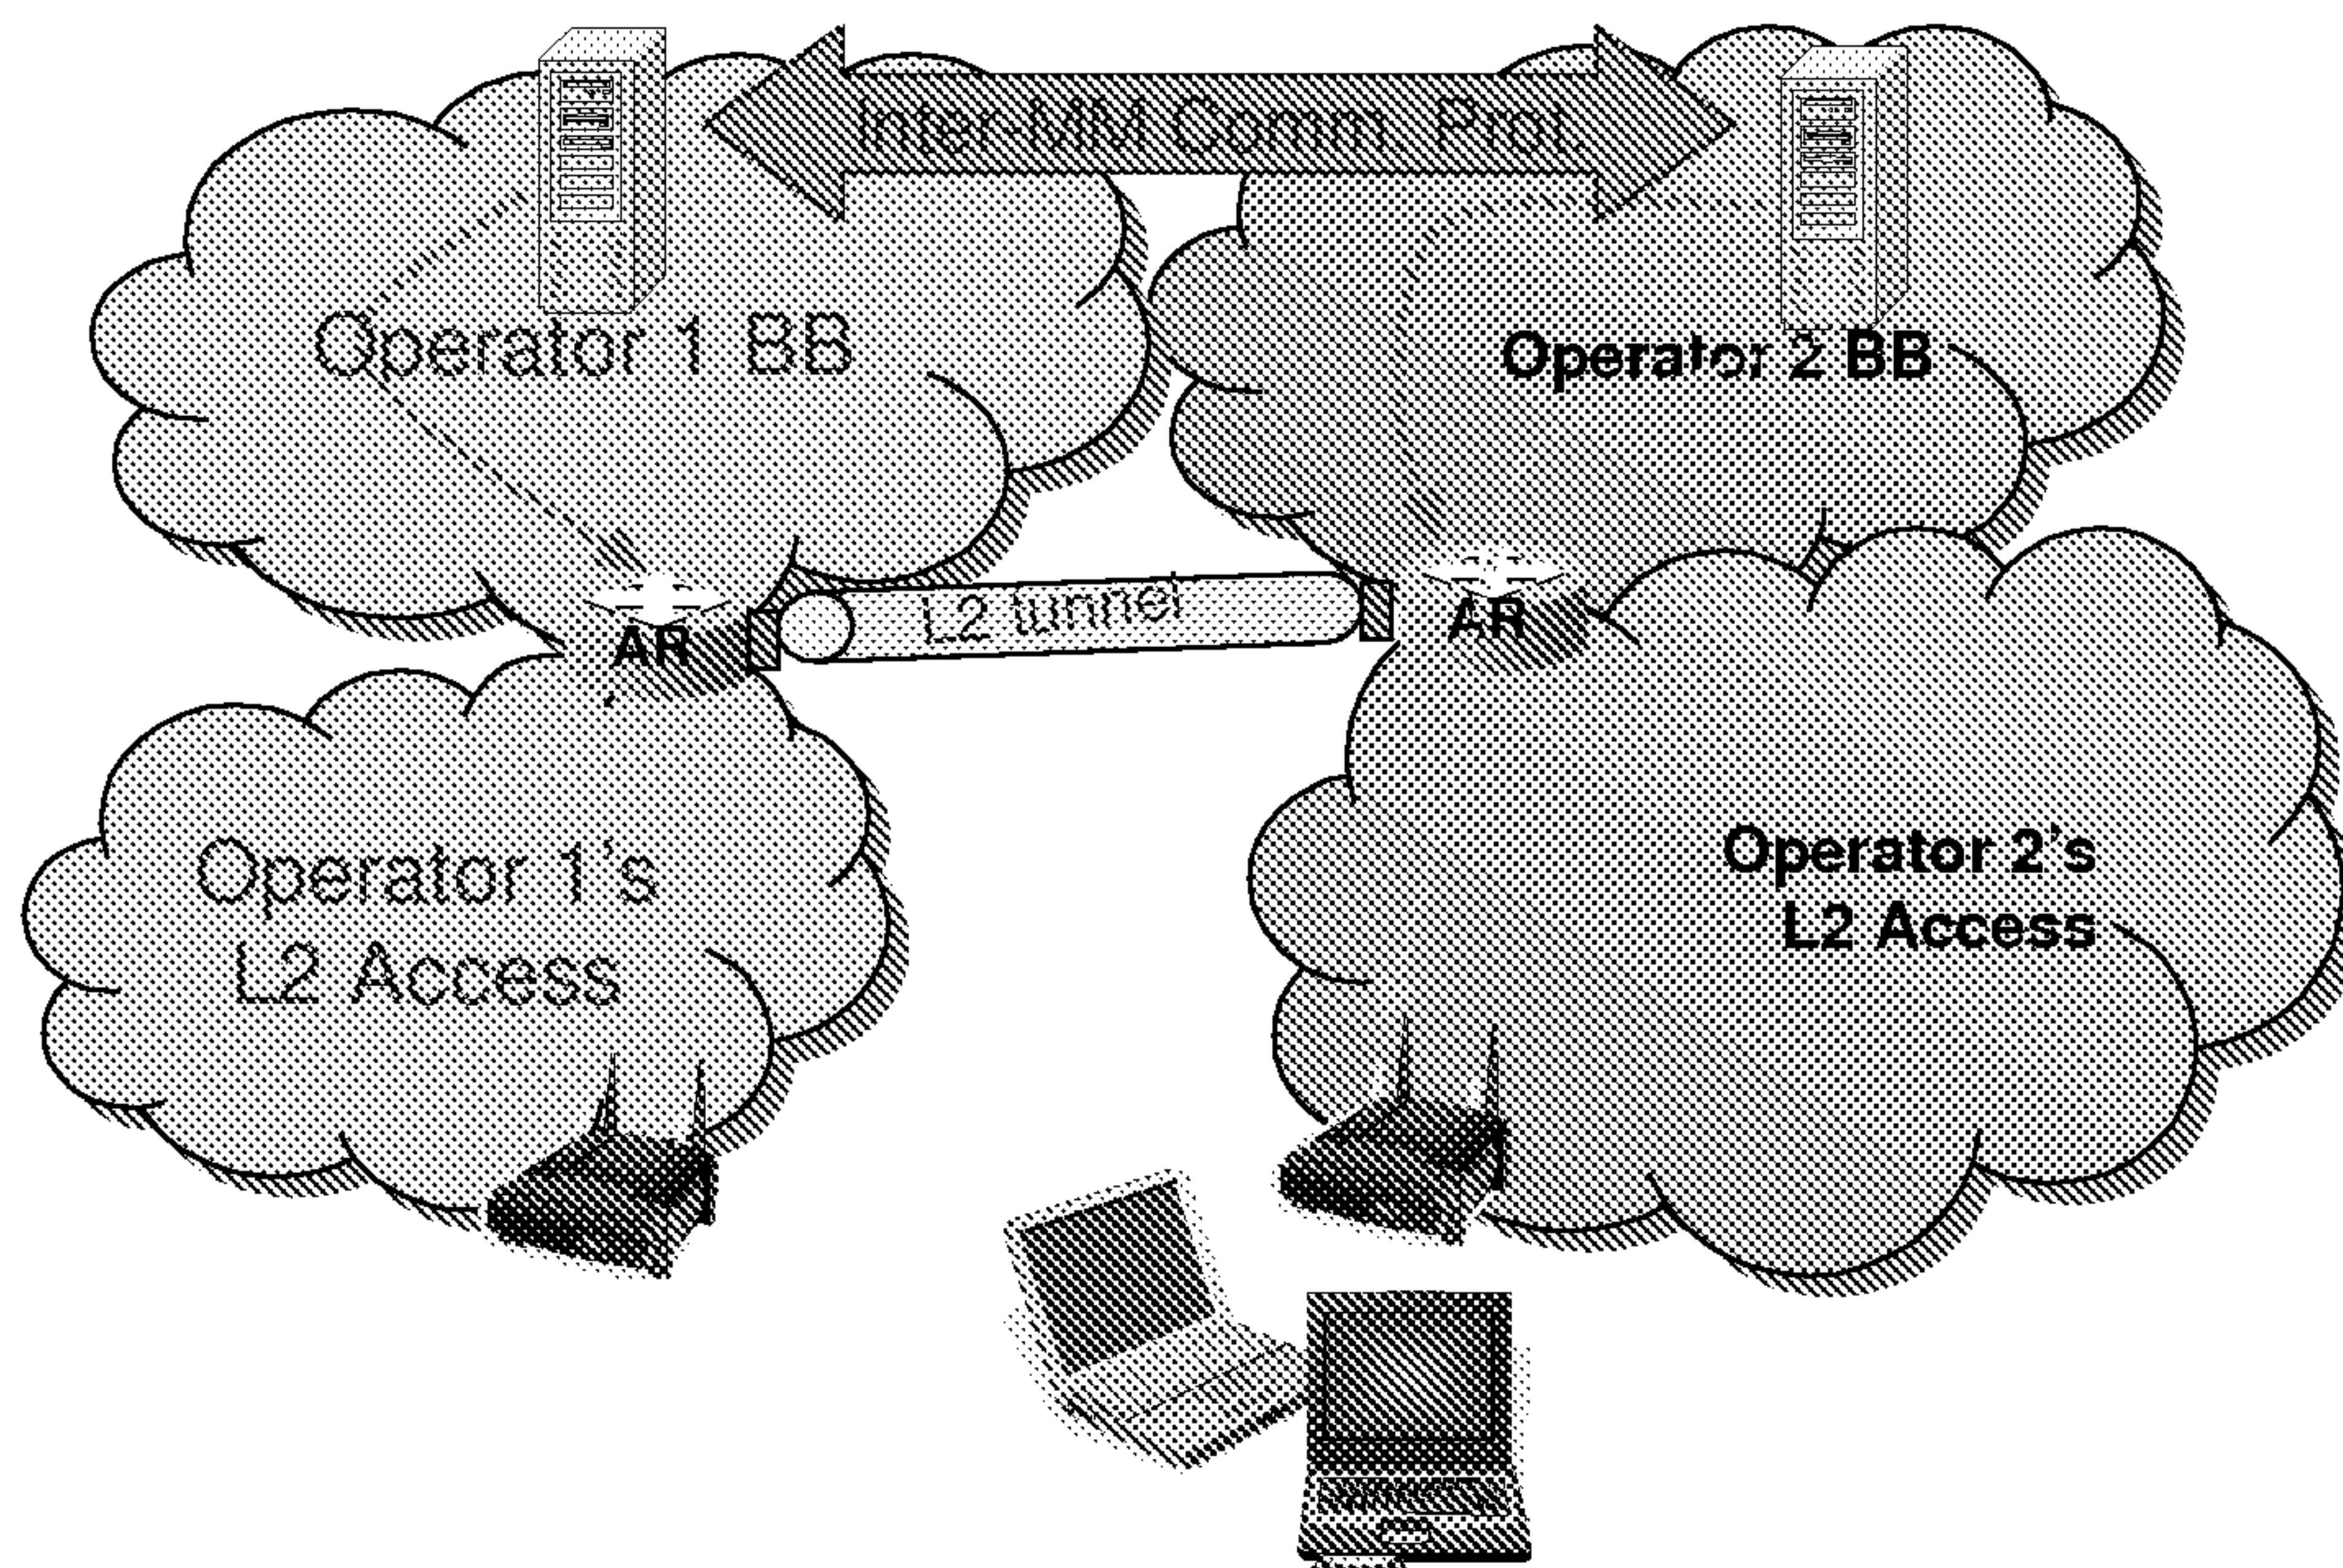 Inter-MM Comm. Prot.
Operator 1 BB
Operator 2 BB
L2 tunnel
AR
AR
Operator 1's
L2 Access
Operator 2's
L2 Access